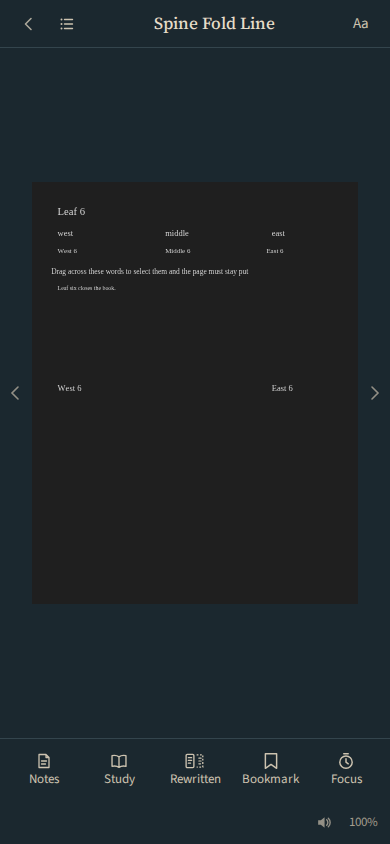 Spine Fold Line
Aa
Leaf 6
west middle east
West 6 Middle 6 East 6
Drag across these words to select them and the page must stay put
Leaf six closes the book.
West 6 East 6
Notes Study Rewritten Bookmark Focus
100%